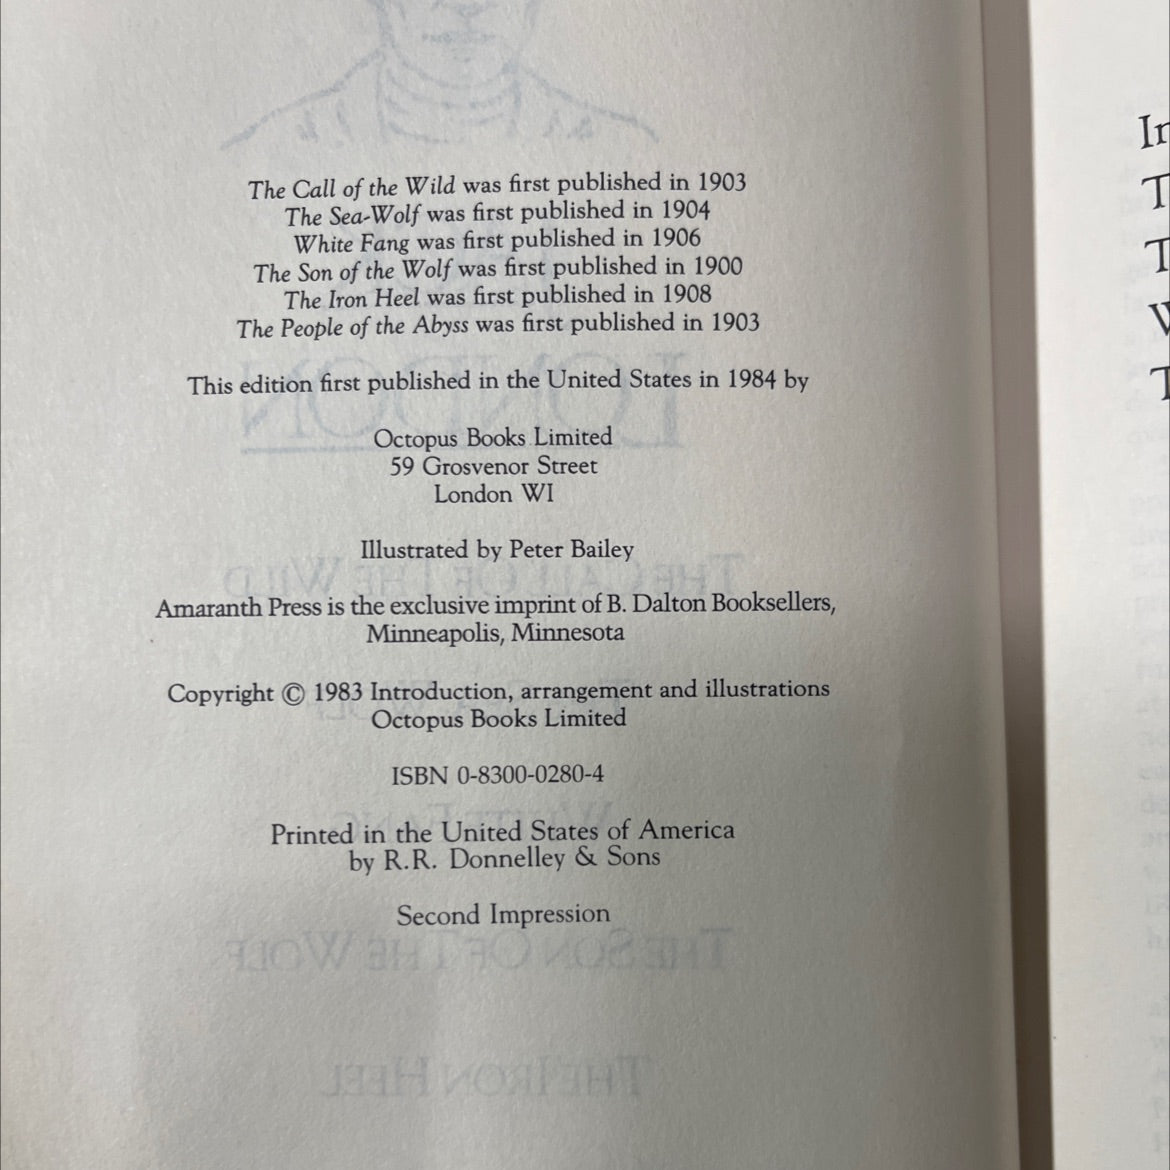 The Call of the Wild was first published in 1903
The Sea-Wolf was first published in 1904
White Fang was first published in 1906
The Son of the Wolf was first published in 1900
The Iron Heel was first published in 1908
The People of the Abyss was first published in 1903
This edition first published in the United States in 1984 by
Octopus Books Limited
59 Grosvenor Street
London WI
Illustrated by Peter Bailey
Amaranth Press is the exclusive imprint of B. Dalton Booksellers,
Minneapolis, Minnesota
Copyright © 1983 Introduction, arrangement and illustrations
Octopus Books Limited
ISBN 0-8300-0280-4
Printed in the United States of America
by R.R. Donnelley & Sons
Second Impression